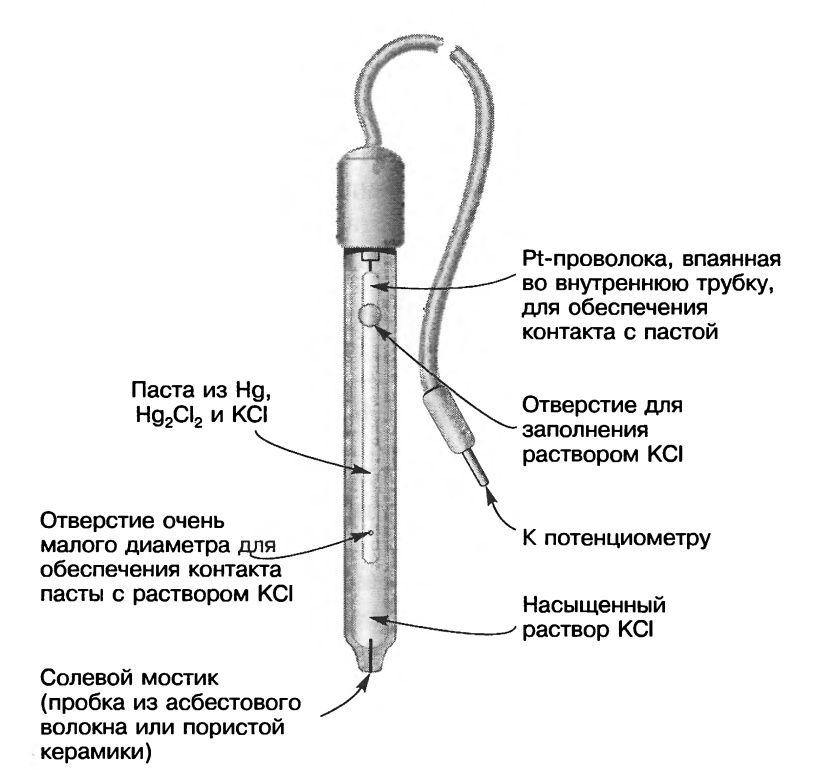 Pt-проволока, впаянная
во внутреннюю трубку,
для обеспечения
контакта с пастой
Паста из Hg,
Hg₂Cl₂ и KCl
Отверстие для
заполнения
раствором KCl
Отверстие очень
малого диаметра для
обеспечения контакта
пасты с раствором KCl
К потенциометру
Насыщенный
раствор KCl
Солевой мостик
(пробка из асбестового
волокна или пористой
керамики)